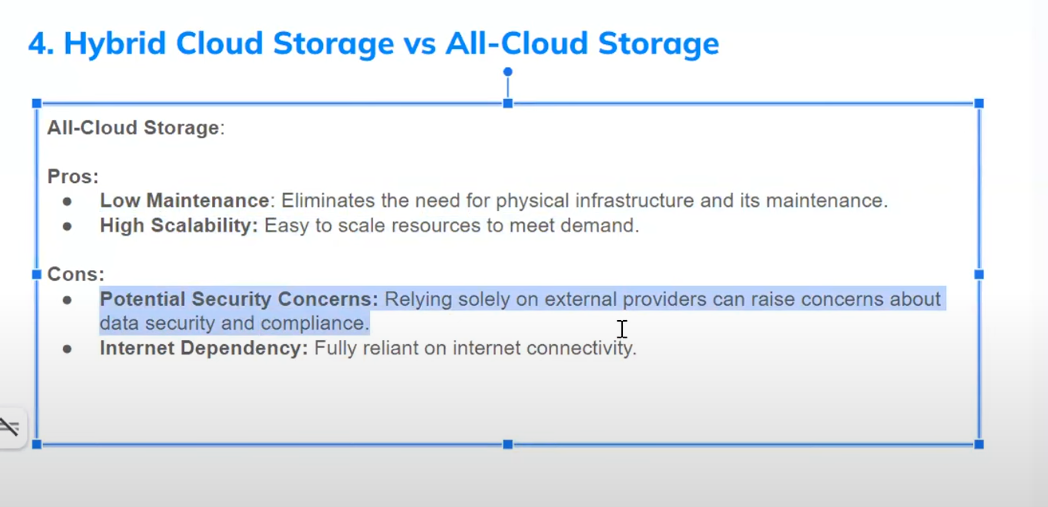 4. Hybrid Cloud Storage vs All-Cloud Storage
All-Cloud Storage:
Pros:
● Low Maintenance: Eliminates the need for physical infrastructure and its maintenance.
● High Scalability: Easy to scale resources to meet demand.
Cons:
● Potential Security Concerns: Relying solely on external providers can raise concerns about
data security and compliance.
● Internet Dependency: Fully reliant on internet connectivity.